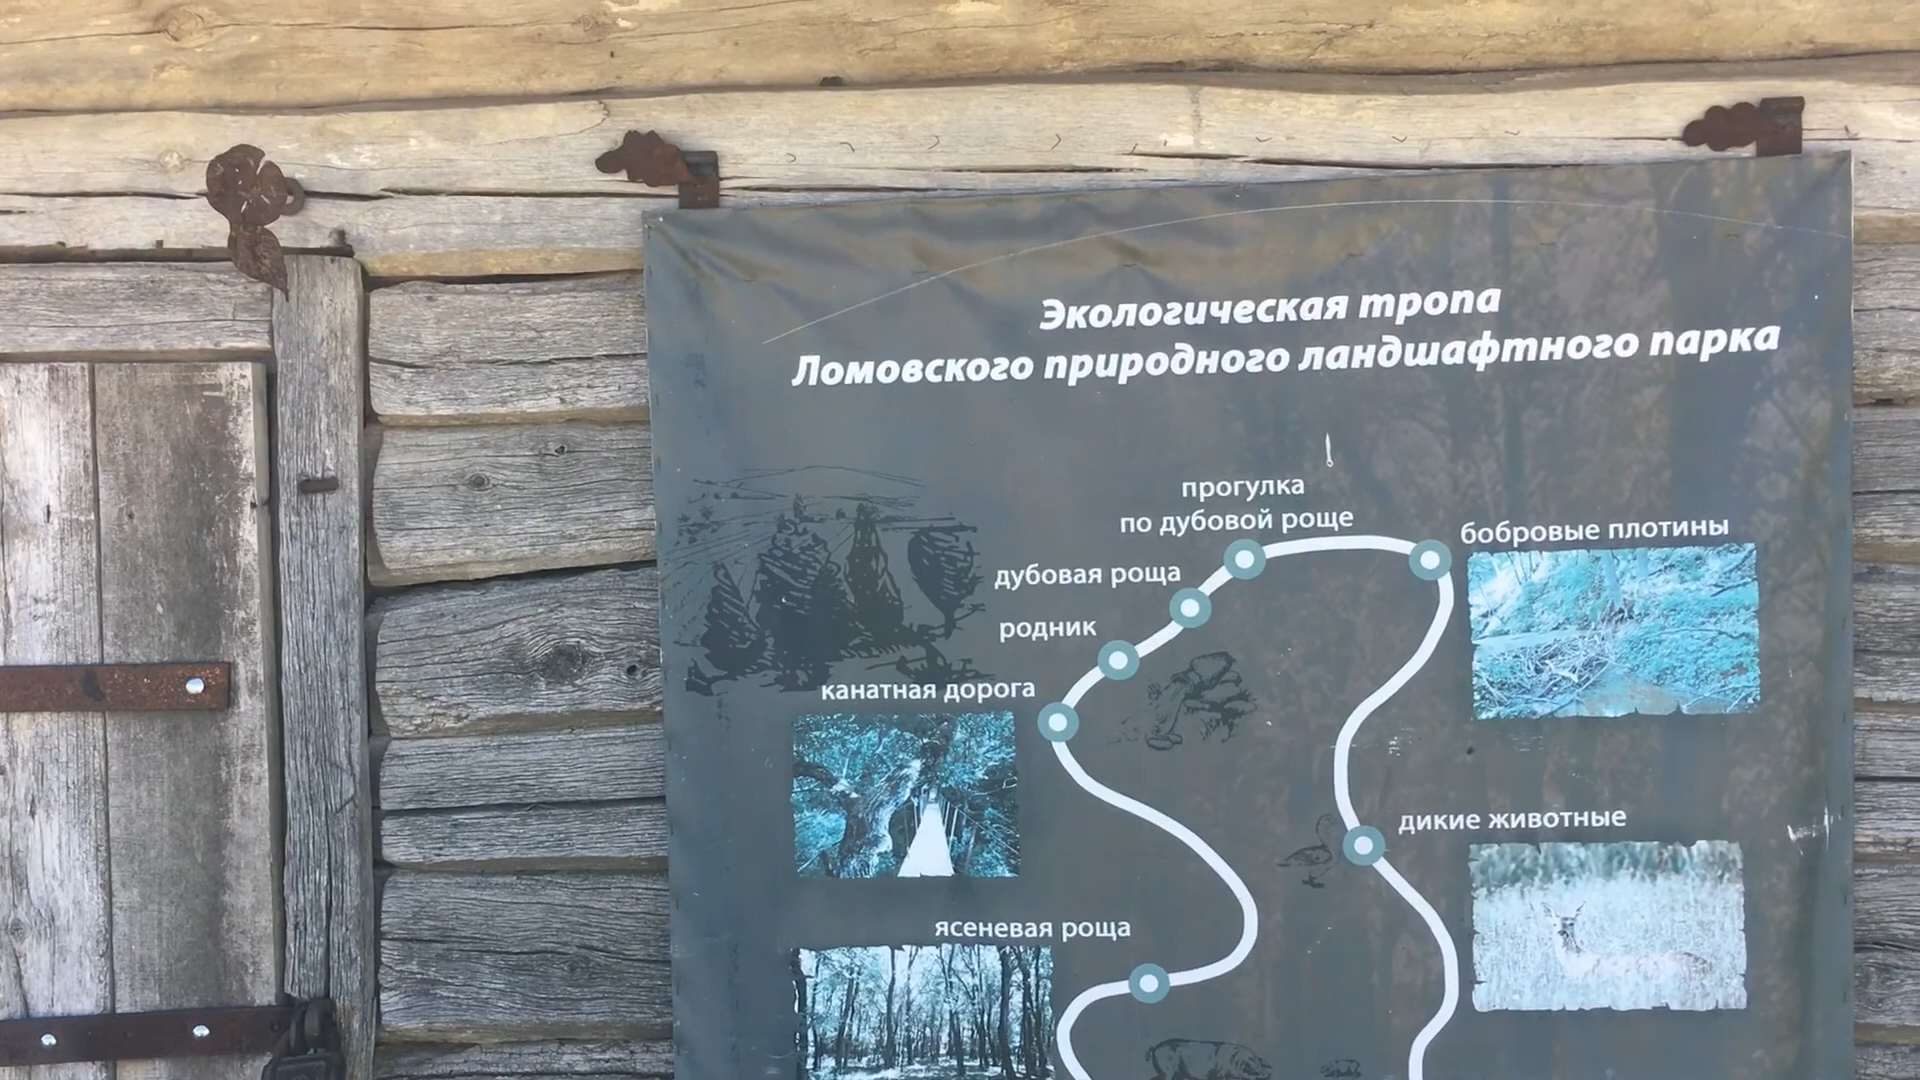 Экологическая тропа
Ломовского природного ландшафтного парка
прогулка
по дубовой роще
бобровые плотины
дубовая роща
родник
канатная дорога
дикие животные
ясеневая роща